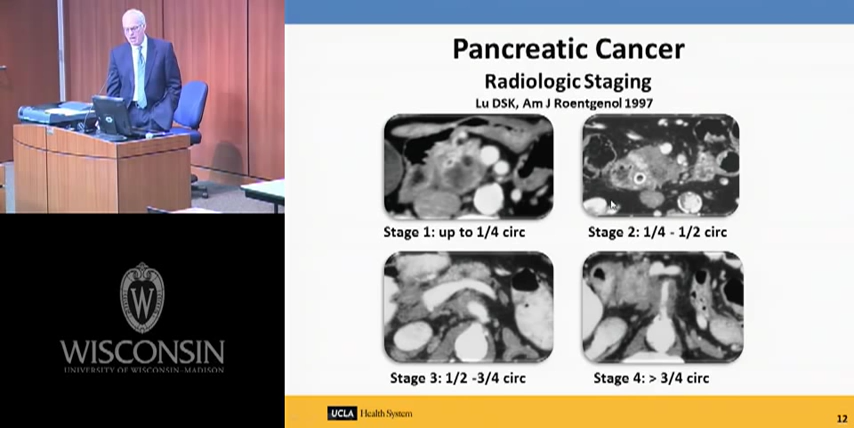 Pancreatic Cancer
Radiologic Staging
Lu DSK, Am J Roentgenol 1997
Stage 1: up to 1/4 circ
Stage 2: 1/4 - 1/2 circ
Stage 3: 1/2 -3/4 circ
Stage 4: > 3/4 circ
W
WISCONSIN
UNIVERSITY OF WISCONSIN-MADISON
UCLA Health System
12